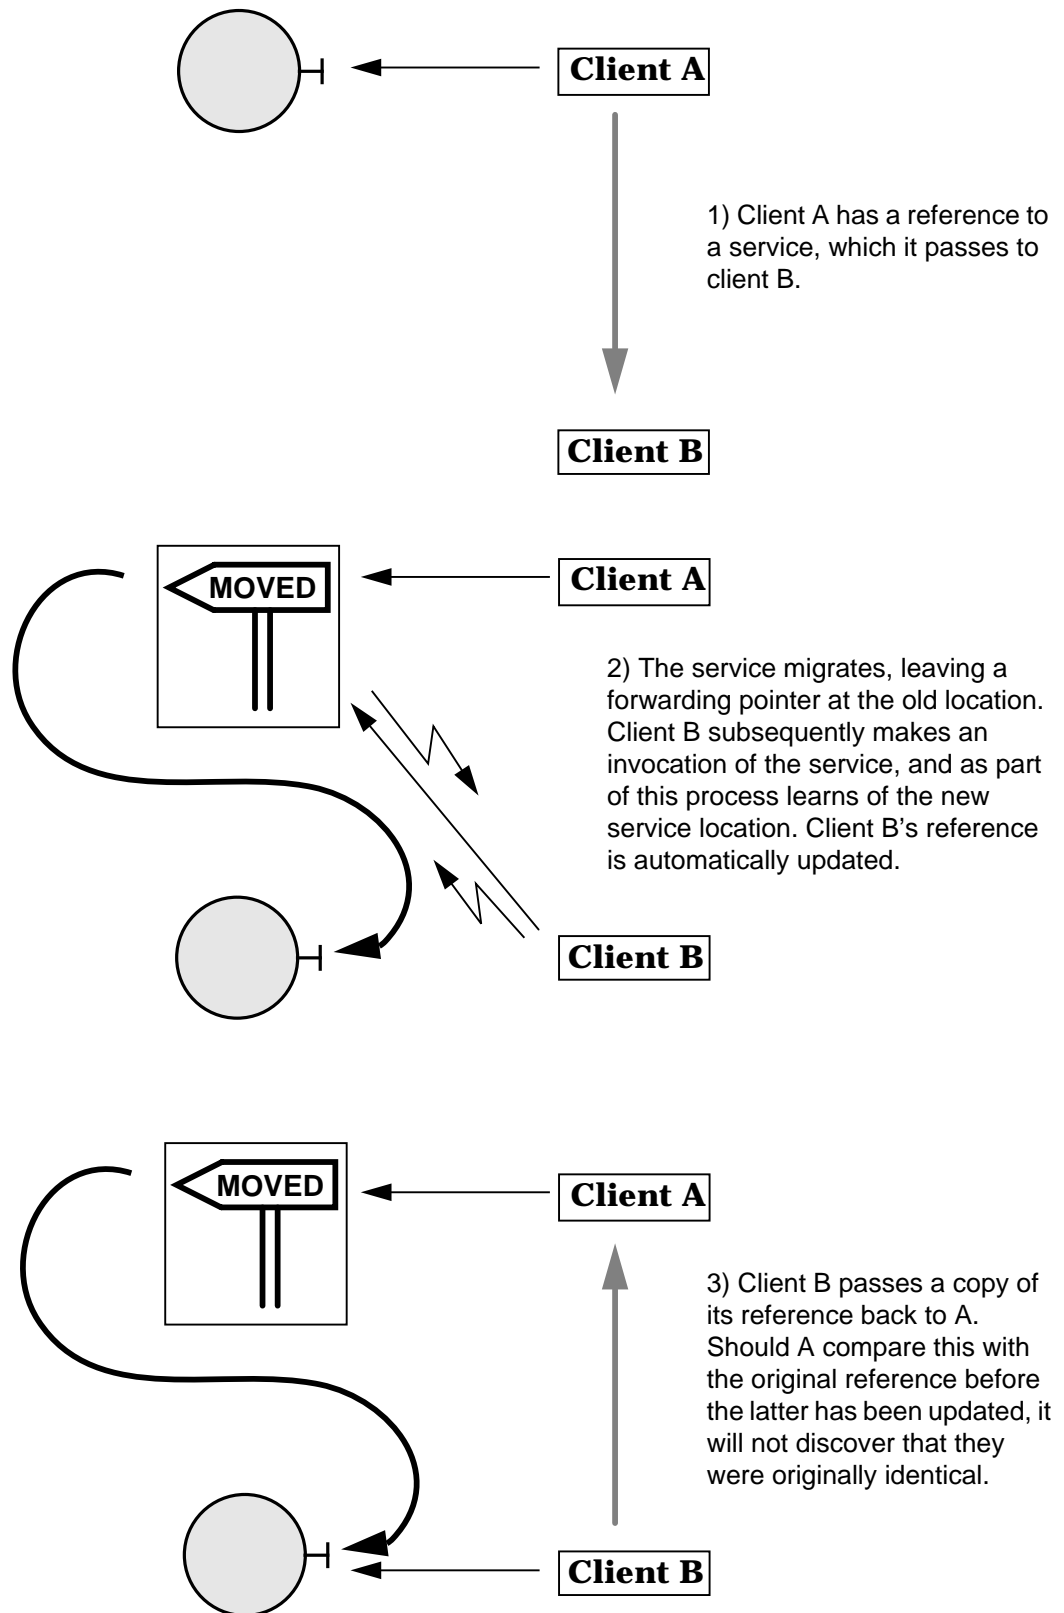 Client A
1) Client A has a reference to
a service, which it passes to
client B.
Client B
MOVED
Client A
2) The service migrates, leaving a
forwarding pointer at the old location.
Client B subsequently makes an
invocation of the service, and as part
of this process learns of the new
service location. Client B’s reference
is automatically updated.
Client B
MOVED
Client A
3) Client B passes a copy of
its reference back to A.
Should A compare this with
the original reference before
the latter has been updated, it
will not discover that they
were originally identical.
Client B